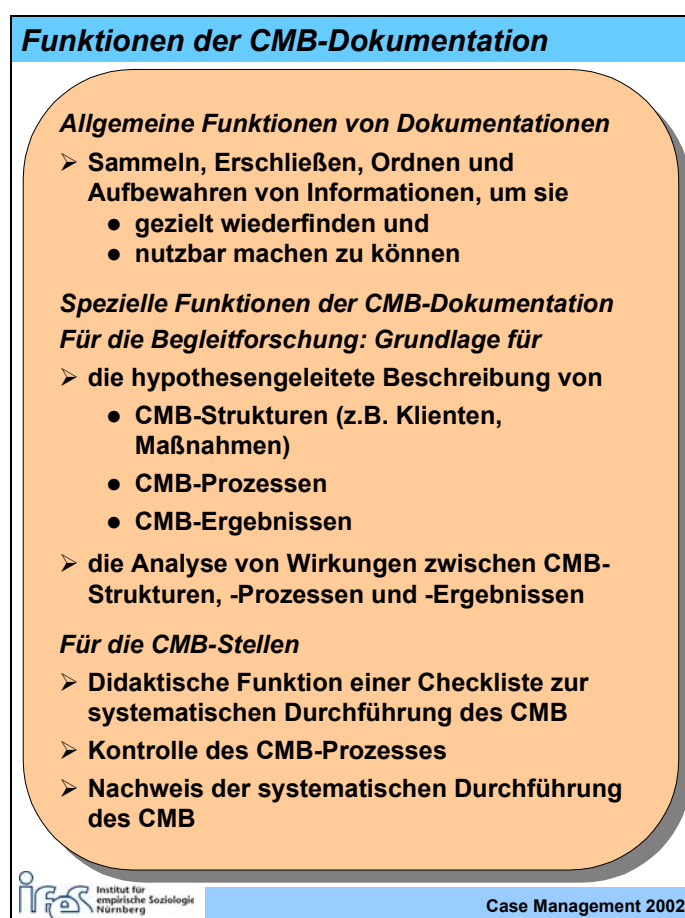 Funktionen der CMB-Dokumentation
Allgemeine Funktionen von Dokumentationen
➢ Sammeln, Erschließen, Ordnen und
Aufbewahren von Informationen, um sie
● gezielt wiederfinden und
● nutzbar machen zu können
Spezielle Funktionen der CMB-Dokumentation
Für die Begleitforschung: Grundlage für
➢ die hypothesengeleitete Beschreibung von
● CMB-Strukturen (z.B. Klienten,
Maßnahmen)
● CMB-Prozessen
● CMB-Ergebnissen
➢ die Analyse von Wirkungen zwischen CMB-
Strukturen, -Prozessen und -Ergebnissen
Für die CMB-Stellen
➢ Didaktische Funktion einer Checkliste zur
systematischen Durchführung des CMB
➢ Kontrolle des CMB-Prozesses
➢ Nachweis der systematischen Durchführung
des CMB
ifes
Institut für
empirische Soziologie
Nürnberg
Case Management 2002